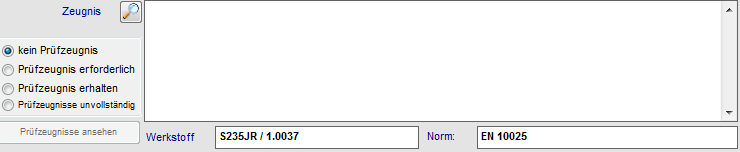 Zeugnis
kein Prüfzeugnis
Prüfzeugnis erforderlich
Prüfzeugnis erhalten
Prüfzeugnisse unvollständig
Prüfzeugnisse ansehen
Werkstoff S235JR / 1.0037 Norm: EN 10025